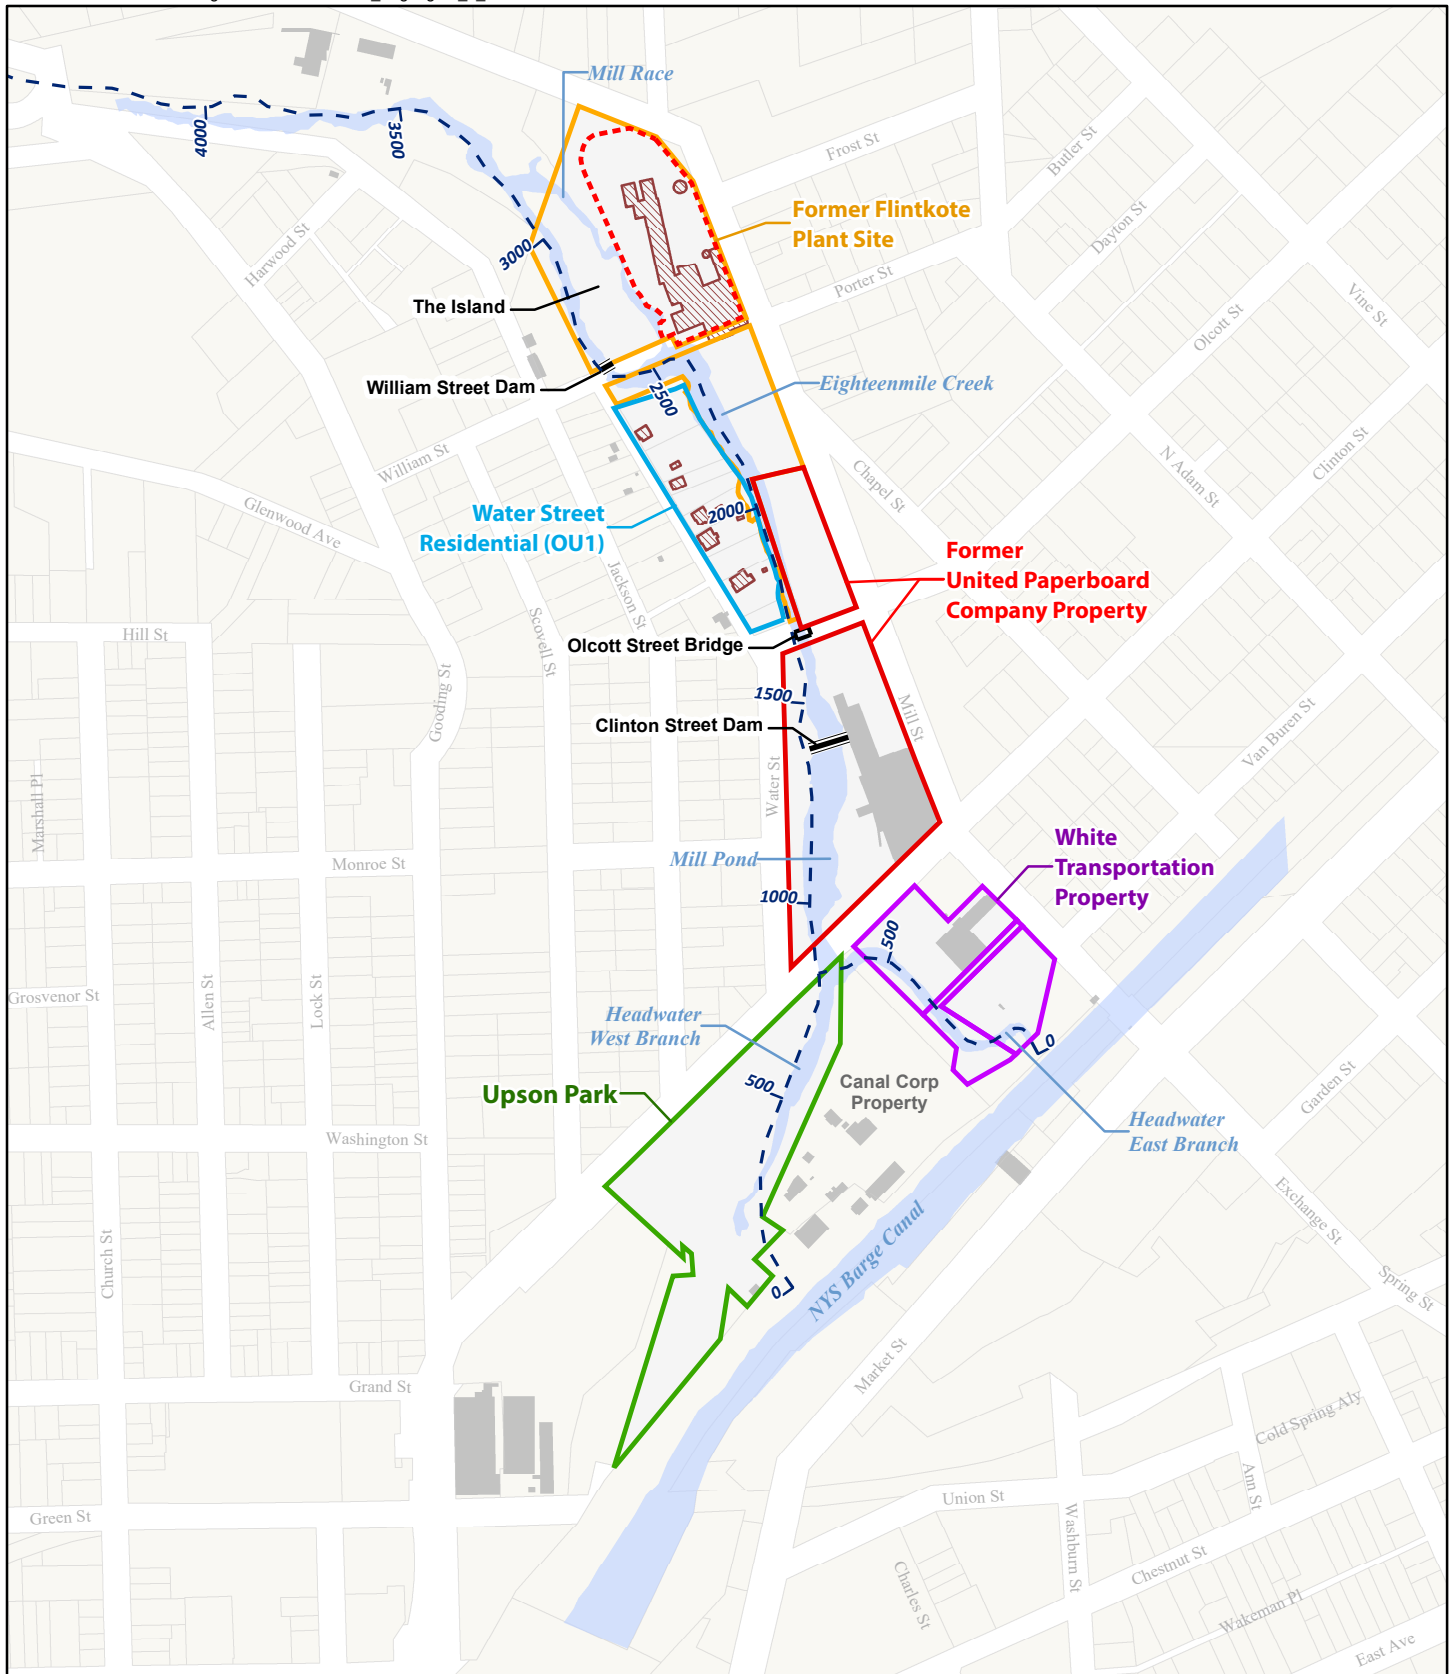 Mill Race
4000
3500
Frost St
Butler St
Former Flintkote
Plant Site
Dayton St
Harwood St
3000
Porter St
Vine St
The Island
Olcott St
William Street Dam
2500
Eighteenmile Creek
William St
Chapel St
N Adam St
Clinton St
Glenwood Ave
Water Street
Residential (OU1)
2000
Former
United Paperboard
Company Property
Jackson St
Scovell St
Hill St
Olcott Street Bridge
Gooding St
1500
Clinton Street Dam
Mill St
Van Buren St
Water St
Marshall Pl
Monroe St
Mill Pond
White
Transportation
Property
1000
500
Grosvenor St
Allen St
Lock St
Headwater
West Branch
0
500
Canal Corp
Property
Upson Park
Garden St
Headwater
East Branch
Washington St
Exchange St
Church St
NYS Barge Canal
0
Spring St
Market St
Grand St
Cold Spring Aly
Ann St
Union St
Green St
Washburn St
Chestnut St
Charles St
Wakeman Pl
East Ave